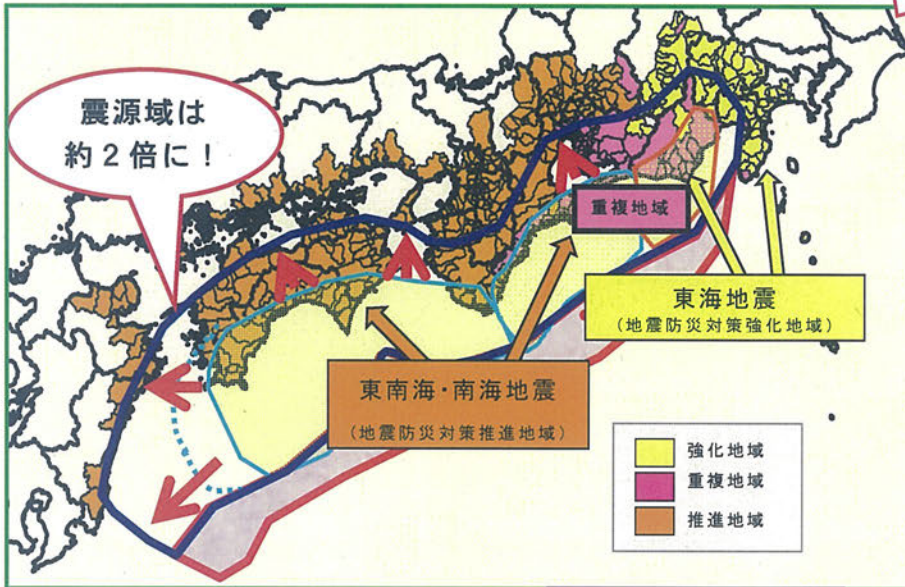 震源域は
約2倍に！
重複地域
東海地震
（地震防災対策強化地域）
東南海・南海地震
（地震防災対策推進地域）
強化地域
重複地域
推進地域